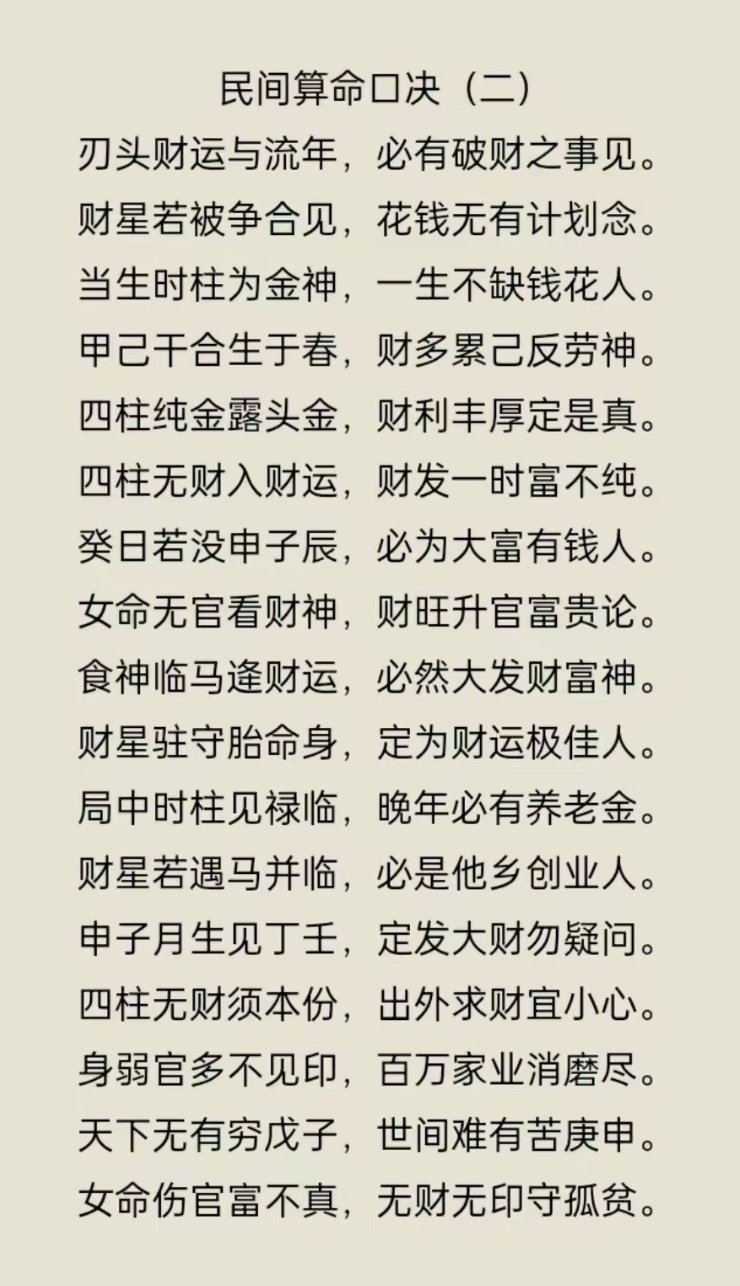 民间算命口决（二）
刃头财运与流年，必有破财之事见。
财星若被争合见，花钱无有计划念。
当生时柱为金神，一生不缺钱花人。
甲己干合生于春，财多累己反劳神。
四柱纯金露头金，财利丰厚定是真。
四柱无财入财运，财发一时富不纯。
癸日若没申子辰，必为大富有钱人。
女命无官看财神，财旺升官富贵论。
食神临马逢财运，必然大发财富神。
财星驻守胎命身，定为财运极佳人。
局中时柱见禄临，晚年必有养老金。
财星若遇马并临，必是他乡创业人。
申子月生见丁壬，定发大财勿疑问。
四柱无财须本份，出外求财宜小心。
身弱官多不见印，百万家业消磨尽。
天下无有穷戊子，世间难有苦庚申。
女命伤官富不真，无财无印守孤贫。